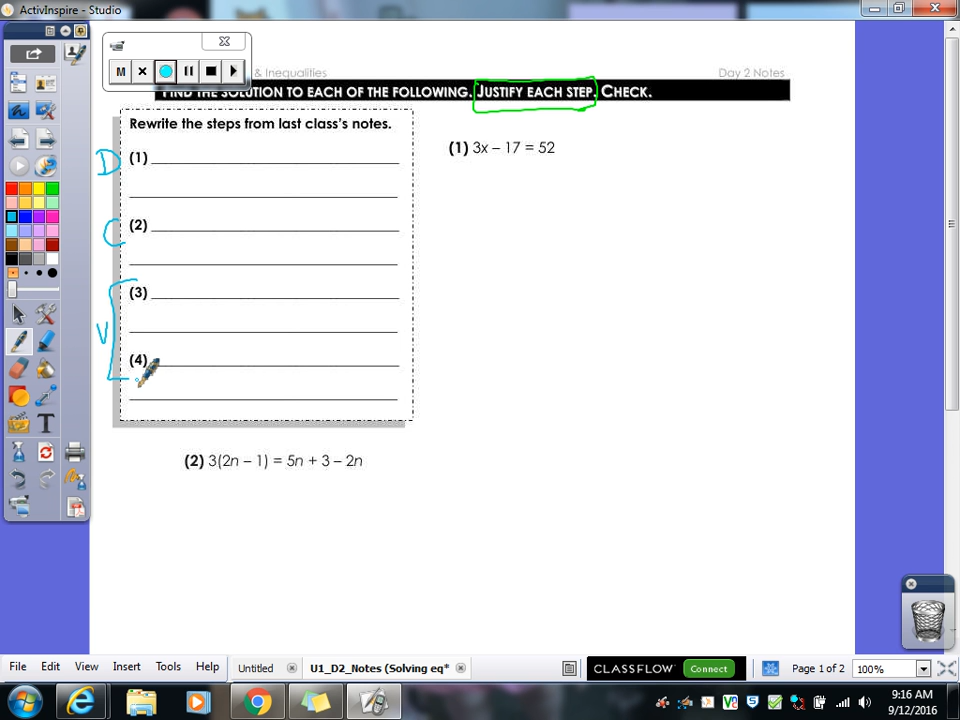 ActivInspire - Studio
& Inequalities
Day 2 Notes
FIND THE SOLUTION TO EACH OF THE FOLLOWING. JUSTIFY EACH STEP. CHECK.
Rewrite the steps from last class's notes.
D (1)
C (2)
(3)
V
(4)
(1) 3x – 17 = 52
(2) 3(2n – 1) = 5n + 3 – 2n
File Edit View Insert Tools Help
Untitled
U1_D2_Notes (Solving eq*
CLASSFLOW Connect
Page 1 of 2
100%
9:16 AM
9/12/2016